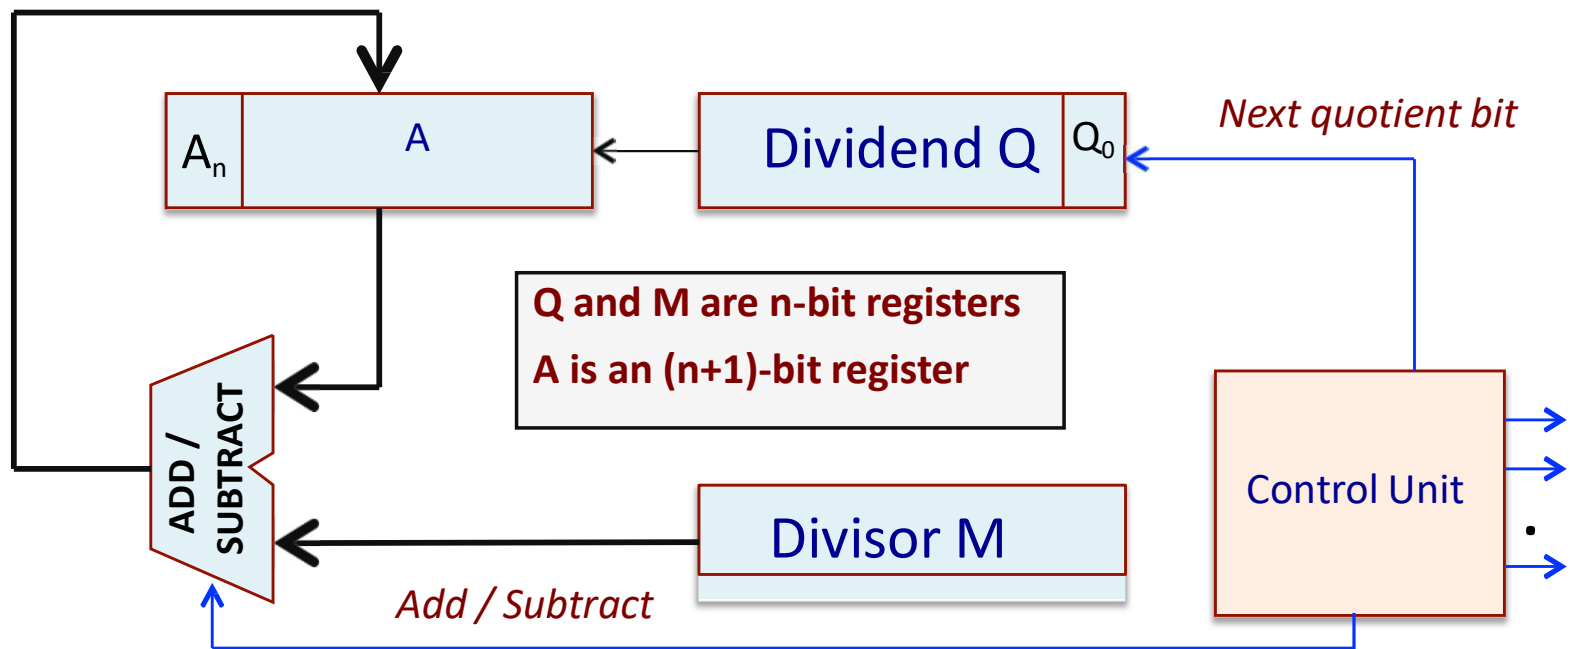 Aₙ
A
Dividend Q
Q₀
Next quotient bit
Q and M are n-bit registers
A is an (n+1)-bit register
ADD /
SUBTRACT
Divisor M
Add / Subtract
Control Unit
.